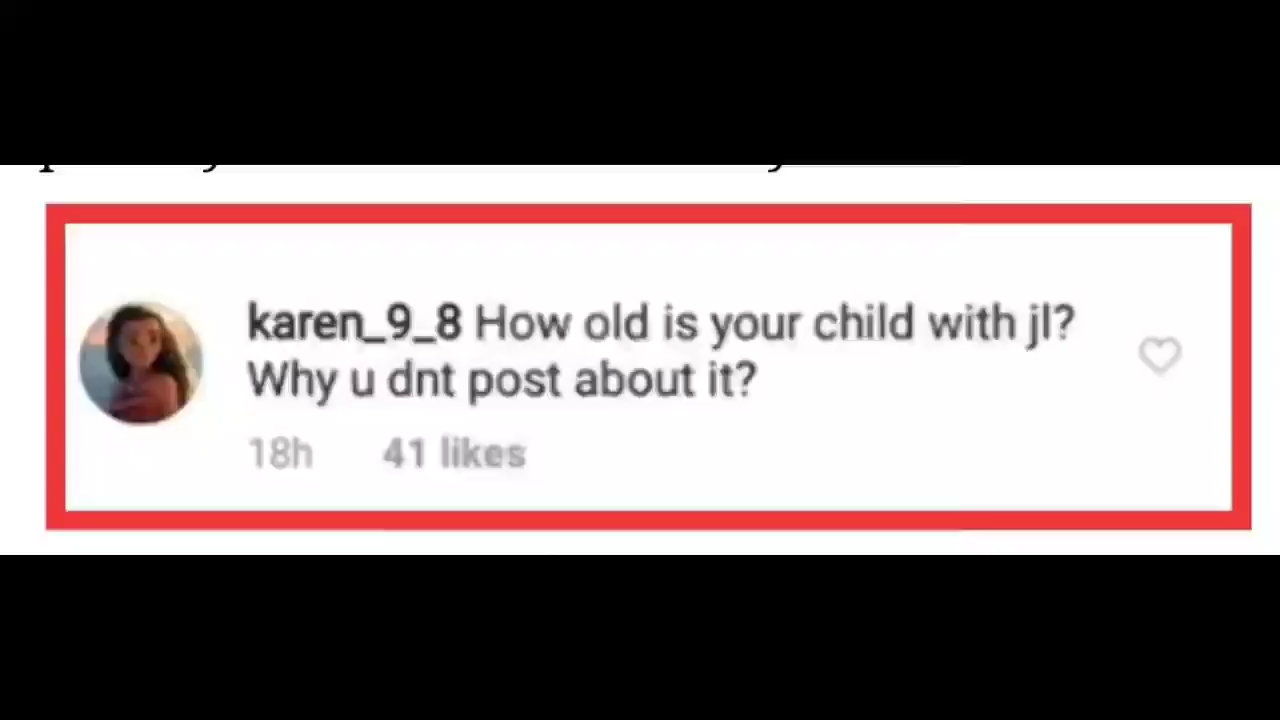 karen_9_8 How old is your child with jl?
Why u dnt post about it?
18h 41 likes